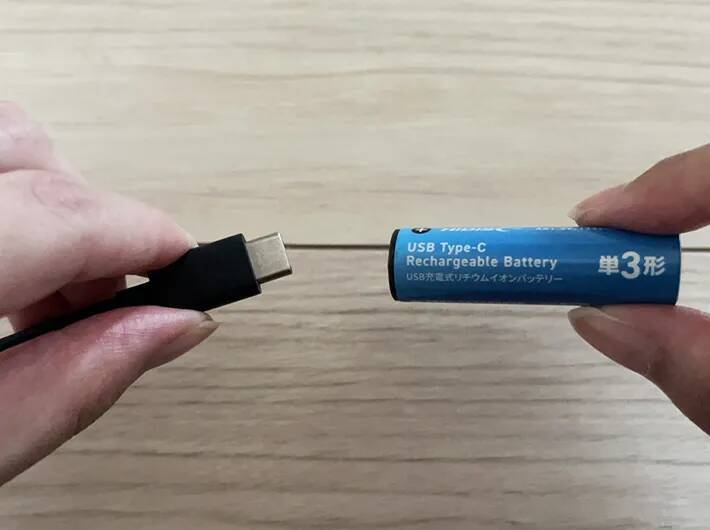 USB Type-C
Rechargeable Battery
USB充電式リチウムイオンバッテリー
単3形